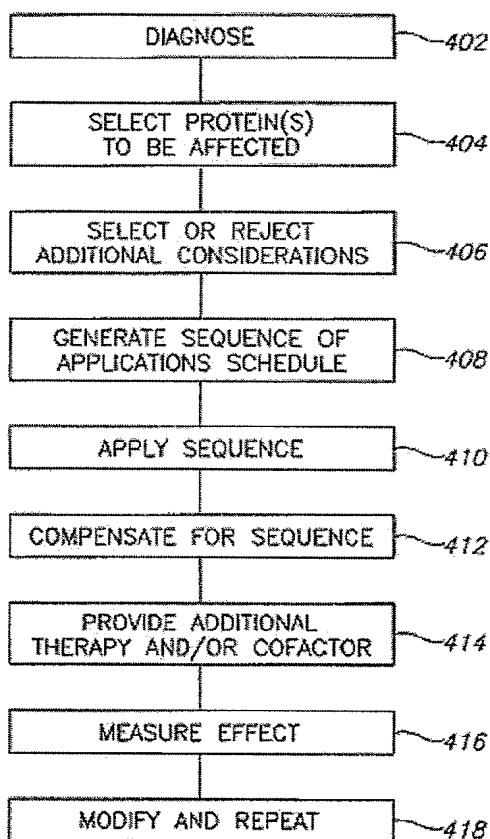 DIAGNOSE
402
SELECT PROTEIN(S)
TO BE AFFECTED
404
SELECT OR REJECT
ADDITIONAL CONSIDERATIONS
406
GENERATE SEQUENCE OF
APPLICATIONS SCHEDULE
408
APPLY SEQUENCE
410
COMPENSATE FOR SEQUENCE
412
PROVIDE ADDITIONAL
THERAPY AND/OR COFACTOR
414
MEASURE EFFECT
416
MODIFY AND REPEAT
418